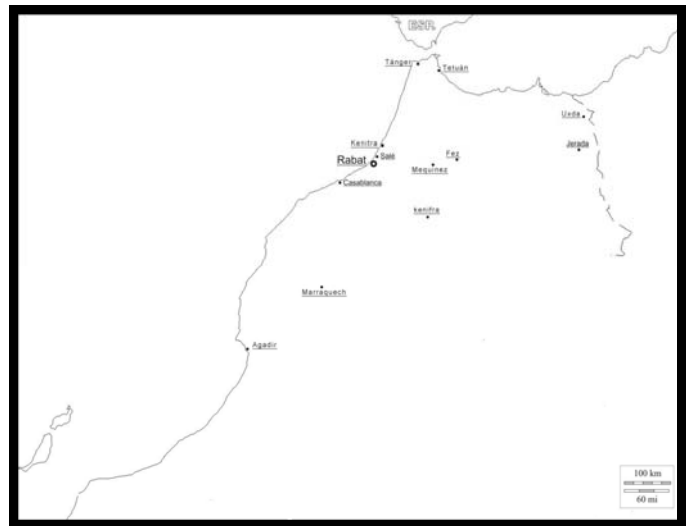 ESP.
Tánger
Tetuán
Uxda
Kenitra
Salé
Rabat
Fez
Jerada
Mequínez
Casablanca
kenifra
Marraquech
Agadir
100 km
60 mi